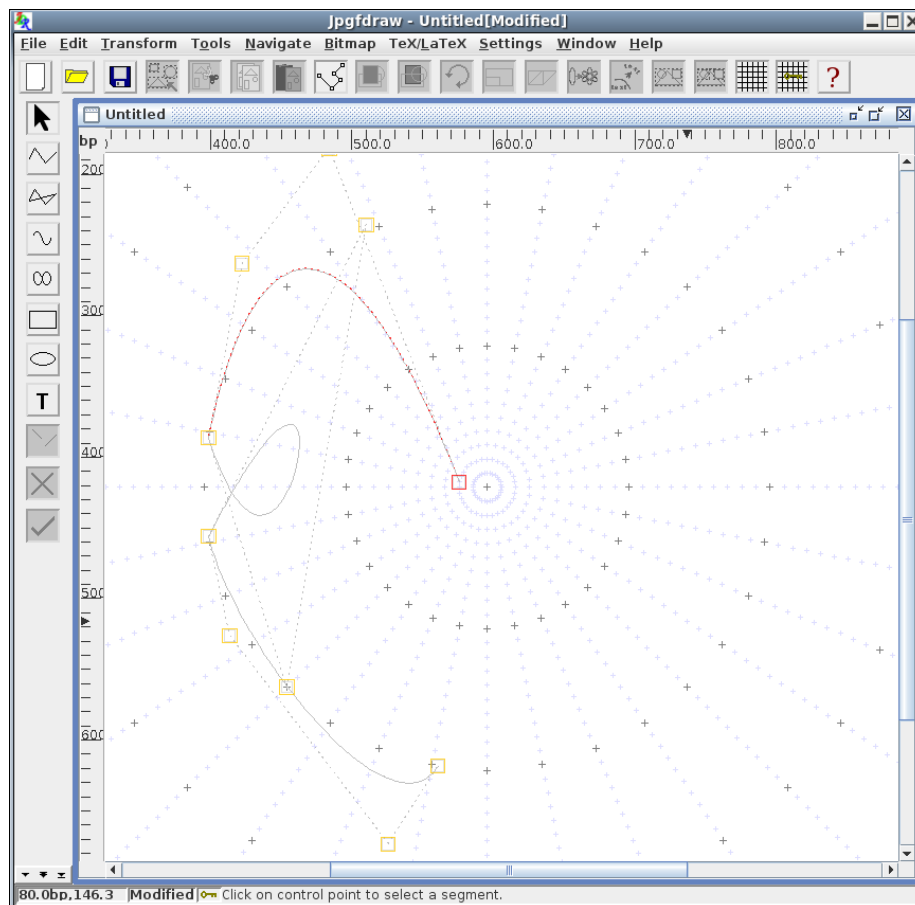 Jpgfdraw - Untitled[Modified]
File Edit Transform Tools Navigate Bitmap TeX/LaTeX Settings Window Help
Untitled
bp 400.0 500.0 600.0 700.0 800.0
200
300
400
T
500
600
80.0bp,146.3 Modified Click on control point to select a segment.